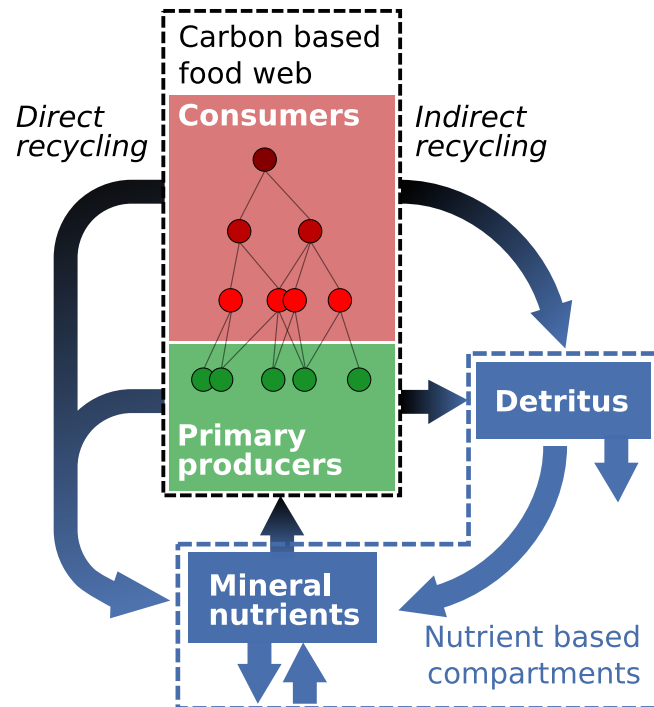 Carbon based
food web
Consumers
Direct
recycling
Indirect
recycling
Primary
producers
Detritus
Mineral
nutrients
Nutrient based
compartments